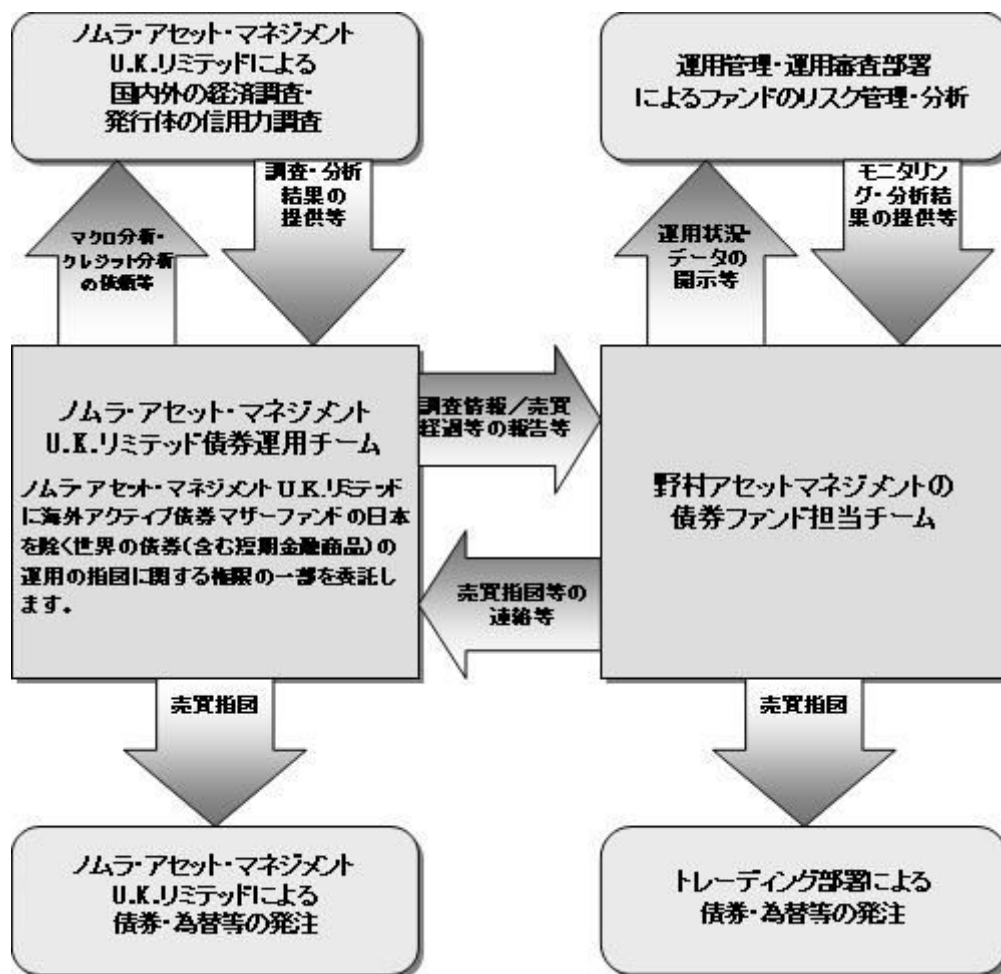 ノムラ・アセット・マネジメント
U.K.リミテッドによる
国内外の経済調査・
発行体の信用力調査
運用管理・運用審査部署
によるファンドのリスク管理・分析
マクロ分析・
クレジット分析
の依頼等
調査・分析
結果の
提供等
運用状況・
データの
開示等
モニタリン
グ・分析結
果の提供等
ノムラ・アセット・マネジメント
U.K.リミテッド債券運用チーム
ノムラ・アセット・マネジメントU.K.リミテッド
に海外アクティブ債券マザーファンドの日本
を除く世界の債券(含む短期金融商品)の
運用の指図に関する権限の一部を委託し
ます。
調査情報/売買
経過等の報告等
野村アセットマネジメントの
債券ファンド担当チーム
売買指図等の
連絡等
売買指図
売買指図
ノムラ・アセット・マネジメント
U.K.リミテッドによる
債券・為替等の発注
トレーディング部署による
債券・為替等の発注